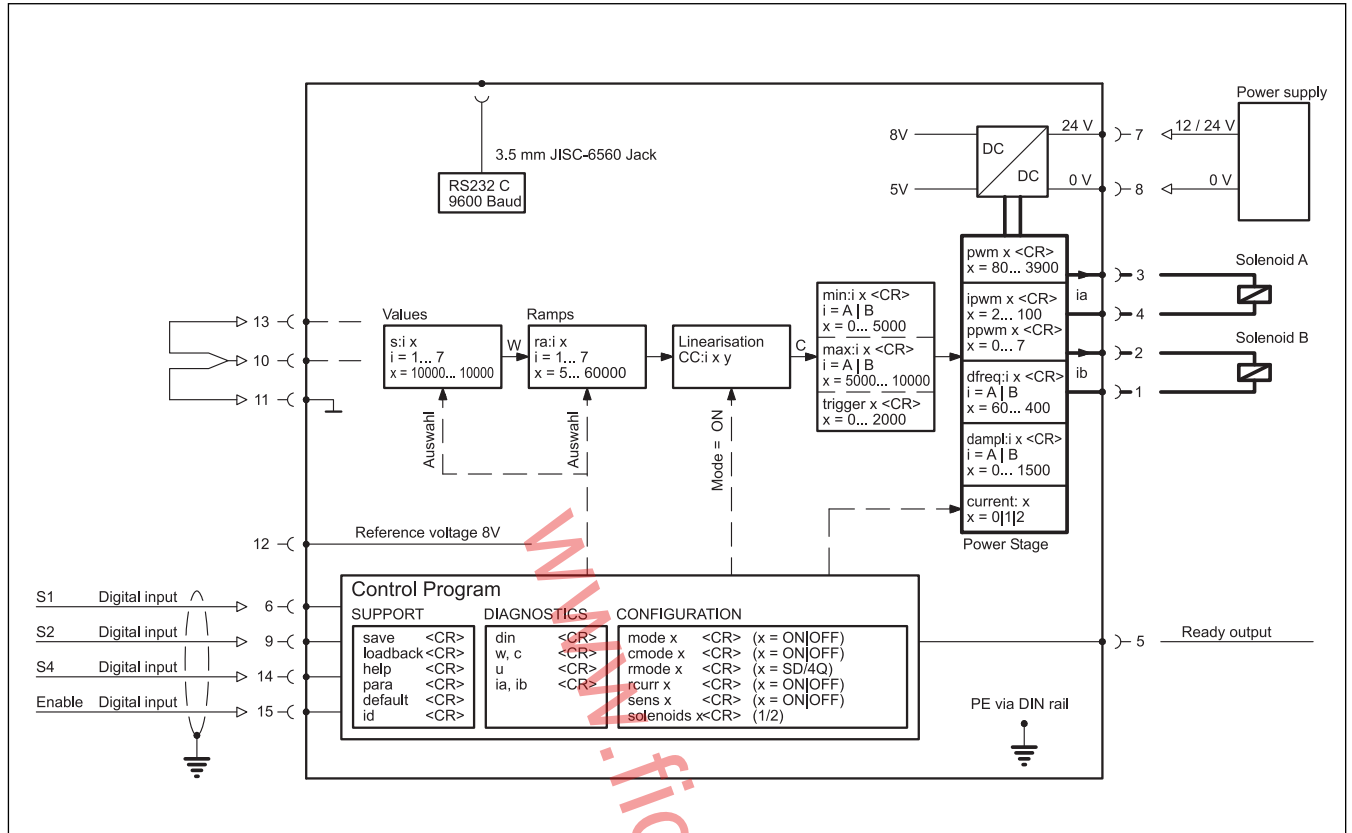 Power supply
8V
24 V
7
12 / 24 V
DC
DC
5V
0 V
8
0 V
3.5 mm JISC-6560 Jack
RS232 C
9600 Baud
pwm x <CR>
x = 80... 3900
ipwm x <CR>
x = 2... 100
ppwm x <CR>
x = 0... 7
dfreq:i x <CR>
i = A | B
x = 60... 400
dampl:i x <CR>
i = A | B
x = 0... 1500
current: x
x = 0|1|2
Power Stage
3
Solenoid A
ia
4
Solenoid B
2
ib
1
13
10
11
Values
s:i x
i = 1... 7
x = 10000... 10000
W
Ramps
ra:i x
i = 1... 7
x = 5... 60000
Linearisation
CC:i x y
C
min:i x <CR>
i = A | B
x = 0... 5000
max:i x <CR>
i = A | B
x = 5000... 10000
trigger x <CR>
x = 0... 2000
Auswahl
Auswahl
Mode = ON
12
Reference voltage 8V
Control Program
SUPPORT
save <CR>
loadback<CR>
help <CR>
para <CR>
default <CR>
id <CR>
DIAGNOSTICS
din <CR>
w, c <CR>
u <CR>
ia, ib <CR>
CONFIGURATION
mode x <CR> (x = ON|OFF)
cmode x <CR> (x = ON|OFF)
rmode x <CR> (x = SD/4Q)
rcurr x <CR> (x = ON|OFF)
sens x <CR> (x = ON|OFF)
solenoids x<CR> (1/2)
S1 Digital input 6
S2 Digital input 9
S4 Digital input 14
Enable Digital input 15
5
Ready output
PE via DIN rail